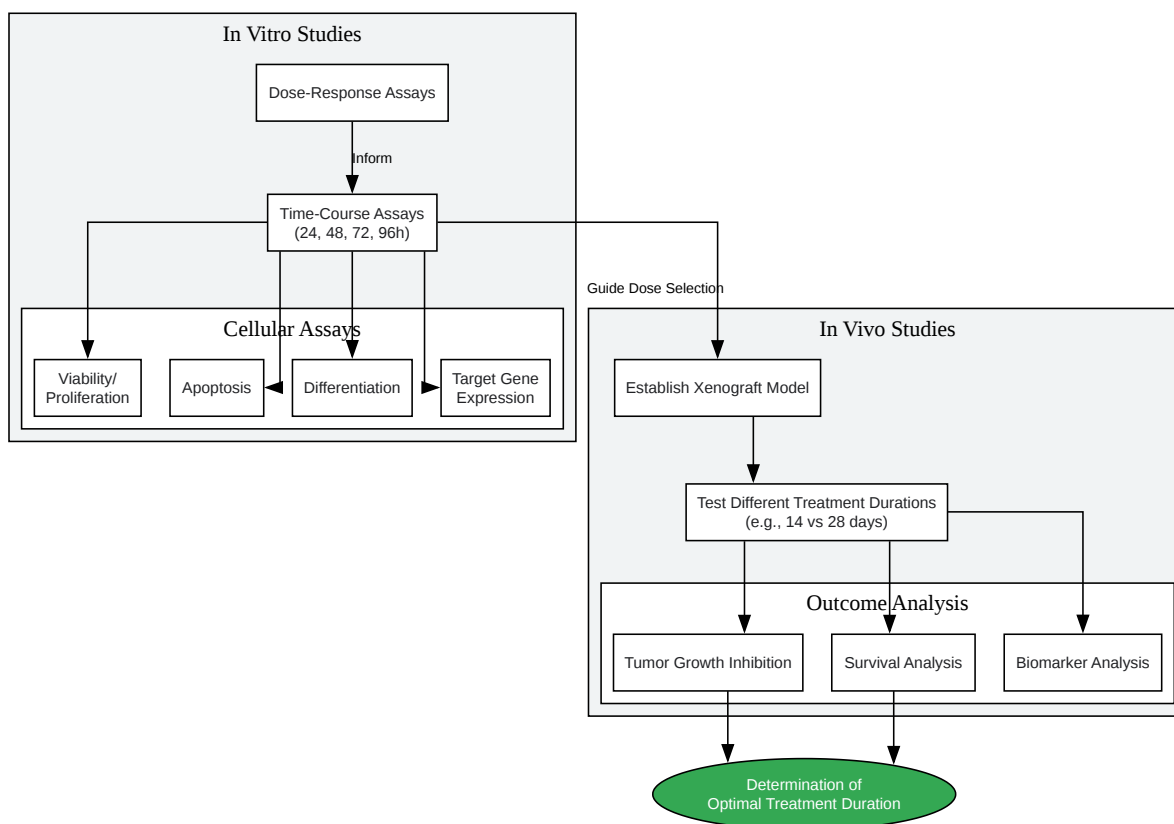 In Vitro Studies
Dose-Response Assays
Inform
Time-Course Assays
(24, 48, 72, 96h)
Guide Dose Selection
Cellular Assays
Viability/
Proliferation
Apoptosis
Differentiation
Target Gene
Expression
In Vivo Studies
Establish Xenograft Model
Test Different Treatment Durations
(e.g., 14 vs 28 days)
Outcome Analysis
Tumor Growth Inhibition
Survival Analysis
Biomarker Analysis
Determination of
Optimal Treatment Duration